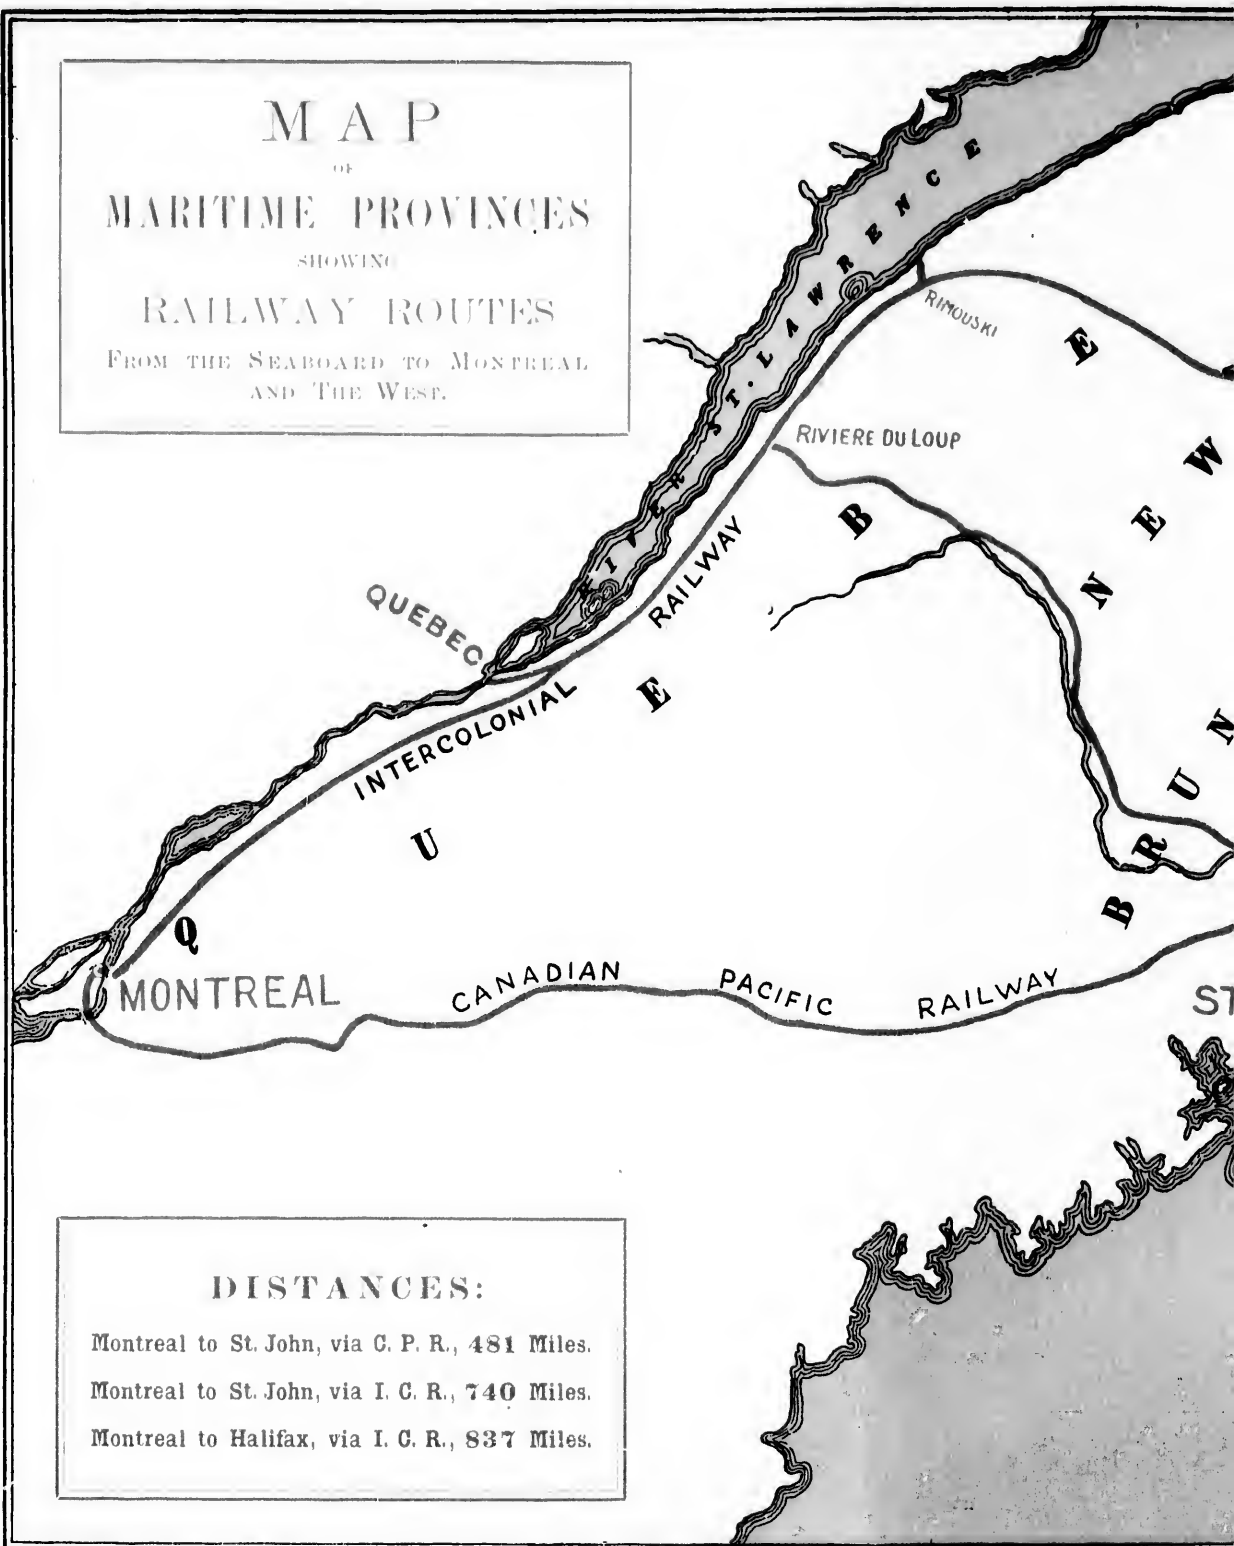 MAP
OF
MARITIME PROVINCES
SHOWING
RAILWAY ROUTES
FROM THE SEABOARD TO MONTREAL
AND THE WEST.
RIVER ST. LAWRENCE
RIMOUSKI
RIVIERE DU LOUP
QUEBEC
INTERCOLONIAL RAILWAY
QUEBE
NEW
BRUN
MONTREAL
CANADIAN PACIFIC RAILWAY
ST
DISTANCES:
Montreal to St. John, via C. P. R., 481 Miles.
Montreal to St. John, via I. C. R., 740 Miles.
Montreal to Halifax, via I. C. R., 837 Miles.